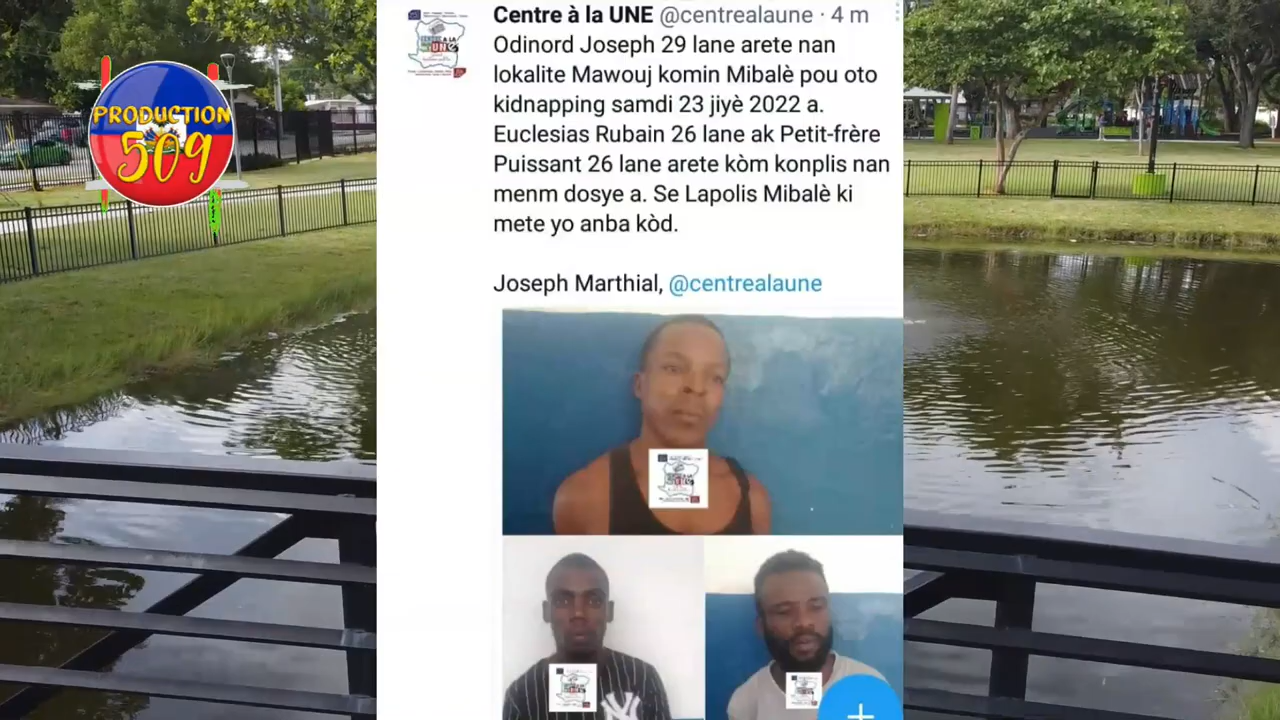 PRODUCTION
509
Centre à la UNE @centrealaune · 4 m
Odinord Joseph 29 lane arete nan
lokalite Mawouj komin Mibalè pou oto
kidnapping samdi 23 jiyè 2022 a.
Euclesias Rubain 26 lane ak Petit-frère
Puissant 26 lane arete kòm konplis nan
menm dosye a. Se Lapolis Mibalè ki
mete yo anba kòd.
Joseph Marthial, @centrealaune
NY